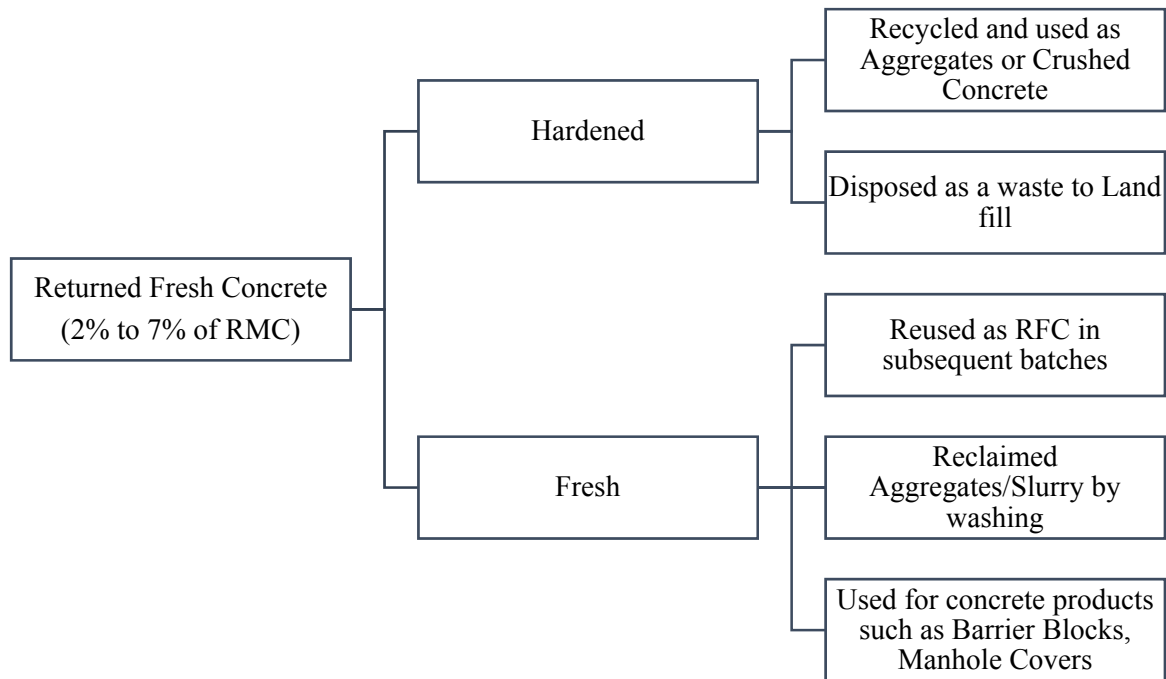 Returned Fresh Concrete
(2% to 7% of RMC)
Hardened
Recycled and used as
Aggregates or Crushed
Concrete
Disposed as a waste to Land
fill
Fresh
Reused as RFC in
subsequent batches
Reclaimed
Aggregates/Slurry by
washing
Used for concrete products
such as Barrier Blocks,
Manhole Covers